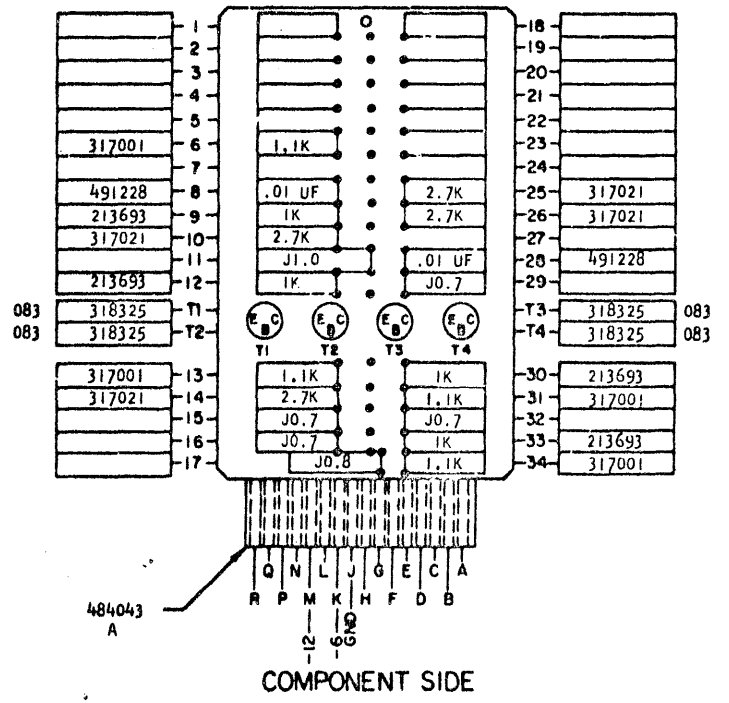 1 18
2 19
3 20
4 21
5 22
317001 6 1.1K 23
7 24
491228 8 .01 UF 2.7K 25 317021
213693 9 1K 2.7K 26 317021
317021 10 2.7K 27
11 J1.0 .01 UF 28 491228
213693 12 1K J0.7 29
083 318325 T1 E B C E B C E B C E B C T3 318325 083
083 318325 T2 T1 T2 T3 T4 T4 318325 083
317001 13 1.1K 1K 30 213693
317021 14 2.7K 1.1K 31 317001
15 J0.7 J0.7 32
16 J0.7 1K 33 213693
17 J0.8 1.1K 34 317001
Q N L J G E C A
R P M K H F D B
484043
A
-12 -6 GND
COMPONENT SIDE